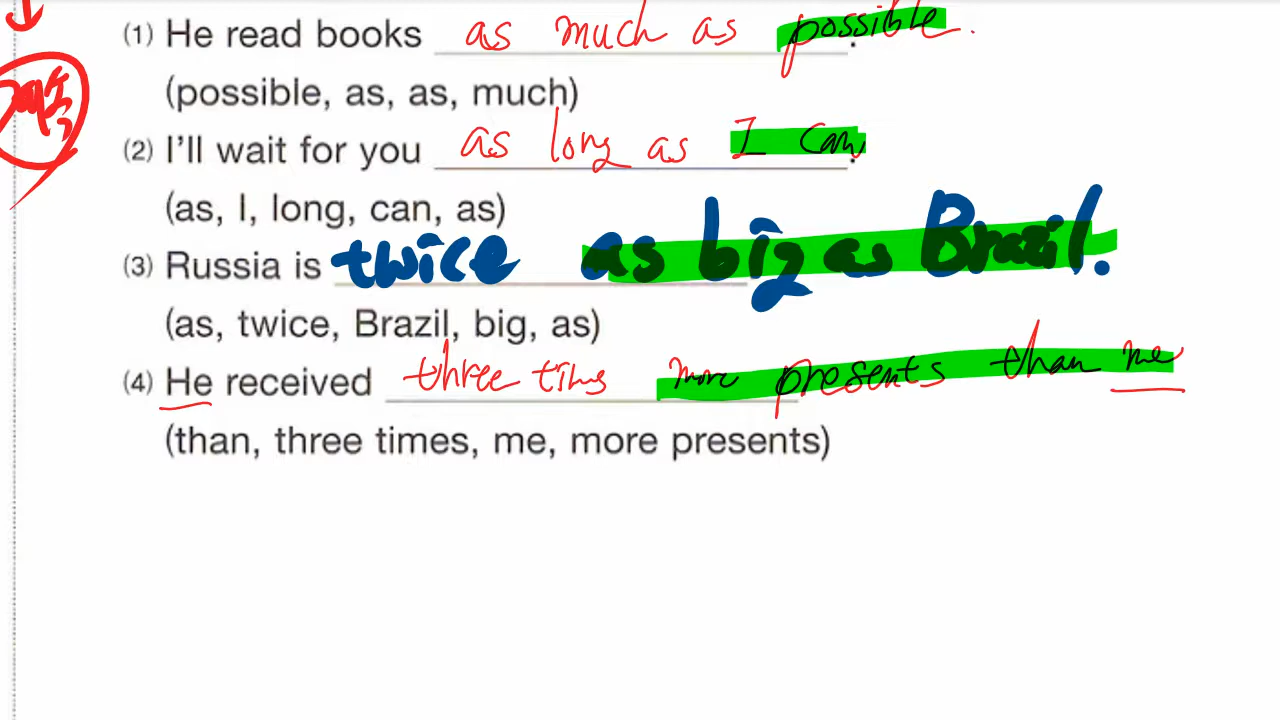 (1) He read books as much as possible.
(possible, as, as, much)
(2) I'll wait for you as long as I can.
(as, I, long, can, as)
(3) Russia is twice as big as Brazil.
(as, twice, Brazil, big, as)
(4) He received three times more presents than me
(than, three times, me, more presents)